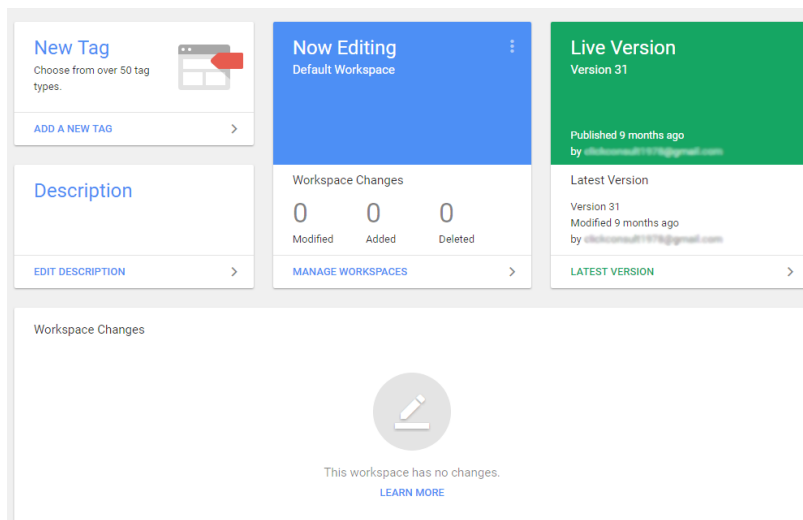 New Tag
Choose from over 50 tag
types.
ADD A NEW TAG
Description
EDIT DESCRIPTION
Now Editing
Default Workspace
Workspace Changes
0 0 0
Modified Added Deleted
MANAGE WORKSPACES
Live Version
Version 31
Published 9 months ago
by
Latest Version
Version 31
Modified 9 months ago
by
LATEST VERSION
Workspace Changes
This workspace has no changes.
LEARN MORE